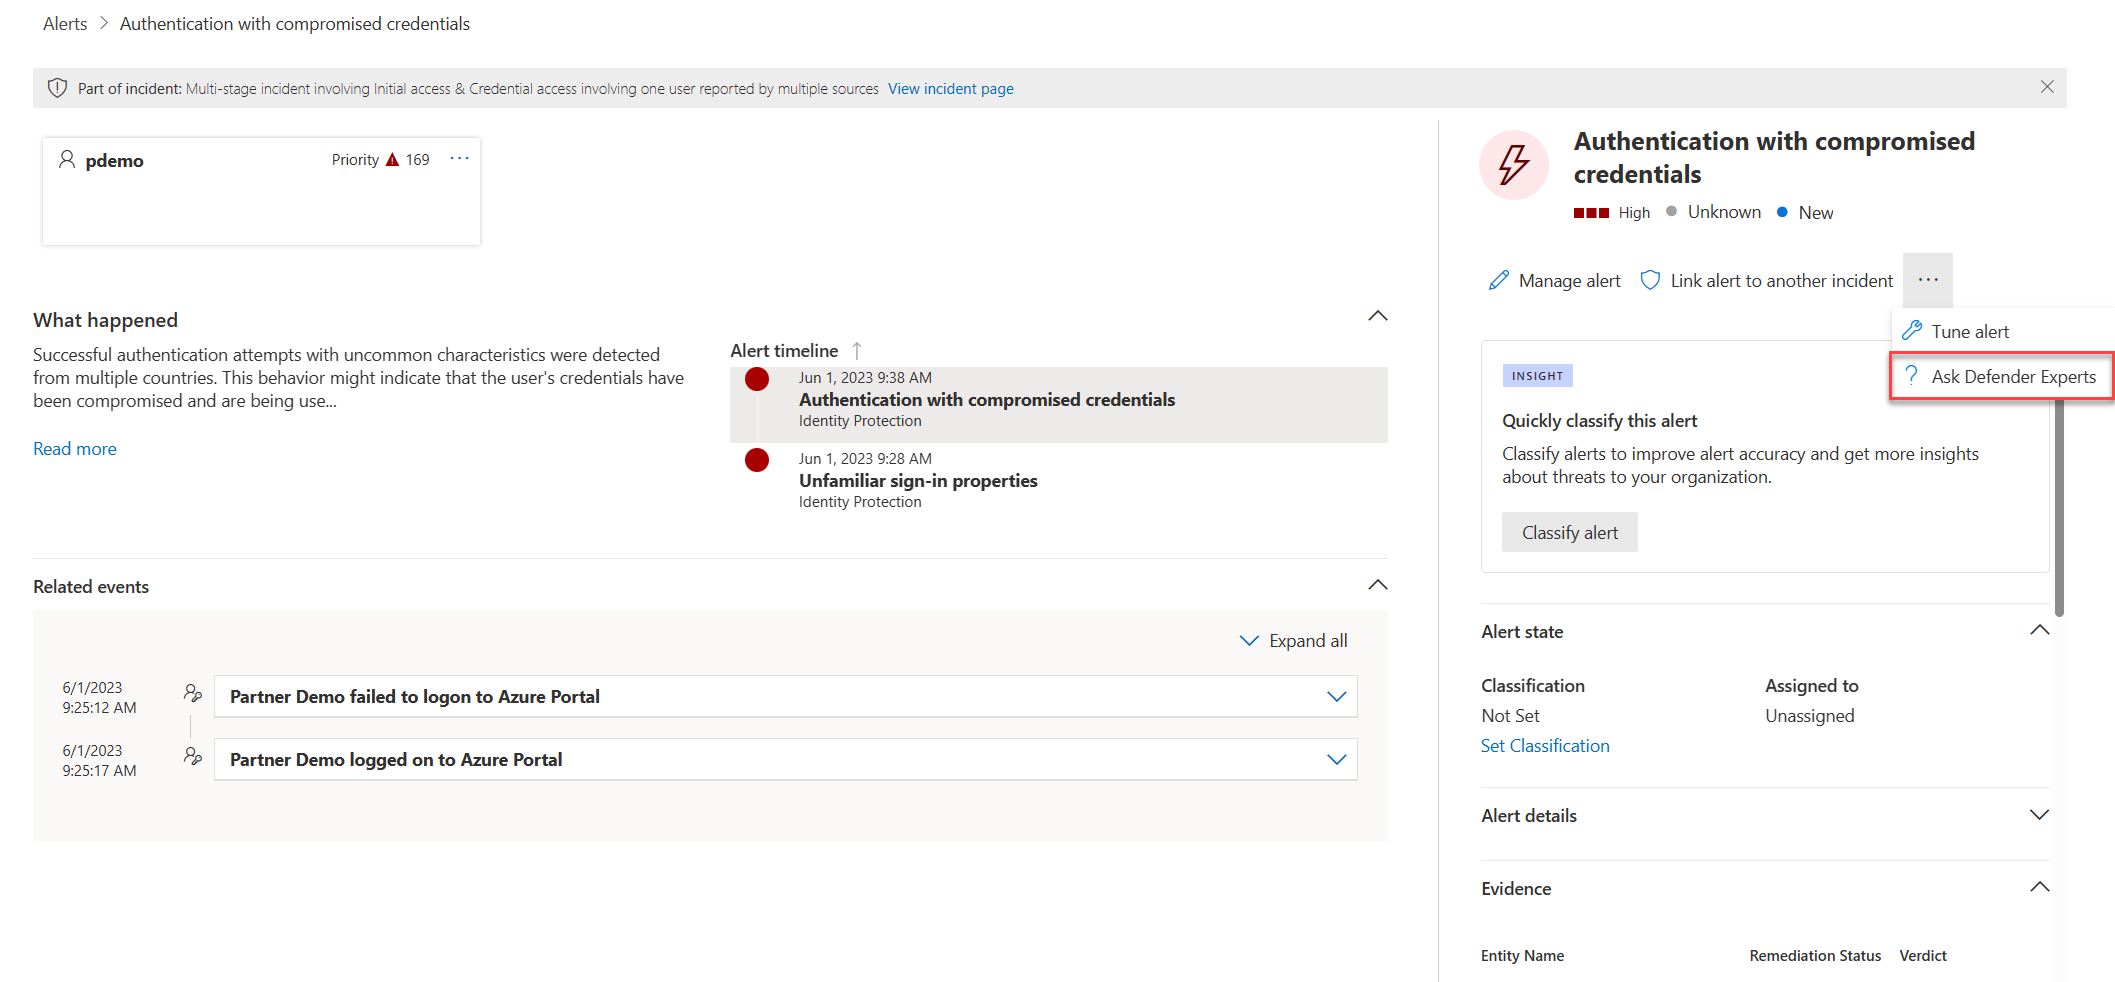 Alerts > Authentication with compromised credentials
Part of incident: Multi-stage incident involving Initial access & Credential access involving one user reported by multiple sources View incident page
pdemo Priority 169 ...
What happened
Successful authentication attempts with uncommon characteristics were detected
from multiple countries. This behavior might indicate that the user's credentials have
been compromised and are being use...
Read more
Alert timeline ↑
Jun 1, 2023 9:38 AM
Authentication with compromised credentials
Identity Protection
Jun 1, 2023 9:28 AM
Unfamiliar sign-in properties
Identity Protection
Related events
Expand all
6/1/2023
9:25:12 AM
Partner Demo failed to logon to Azure Portal
6/1/2023
9:25:17 AM
Partner Demo logged on to Azure Portal
Authentication with compromised
credentials
High Unknown New
Manage alert Link alert to another incident ...
Tune alert
? Ask Defender Experts
INSIGHT
Quickly classify this alert
Classify alerts to improve alert accuracy and get more insights
about threats to your organization.
Classify alert
Alert state
Classification Assigned to
Not Set Unassigned
Set Classification
Alert details
Evidence
Entity Name Remediation Status Verdict